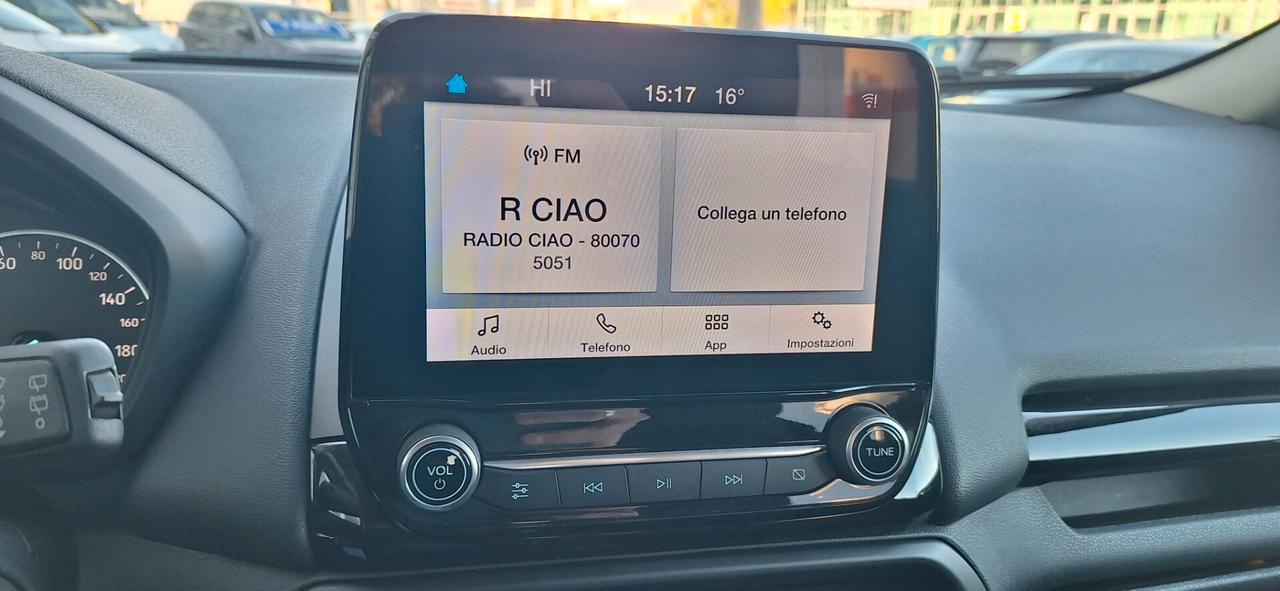 HI
15:17 16°
FM
R CIAO
RADIO CIAO - 80070
5051
Collega un telefono
Audio
Telefono
App
Impostazioni
VOL
TUNE
80
100
120
140
160
180